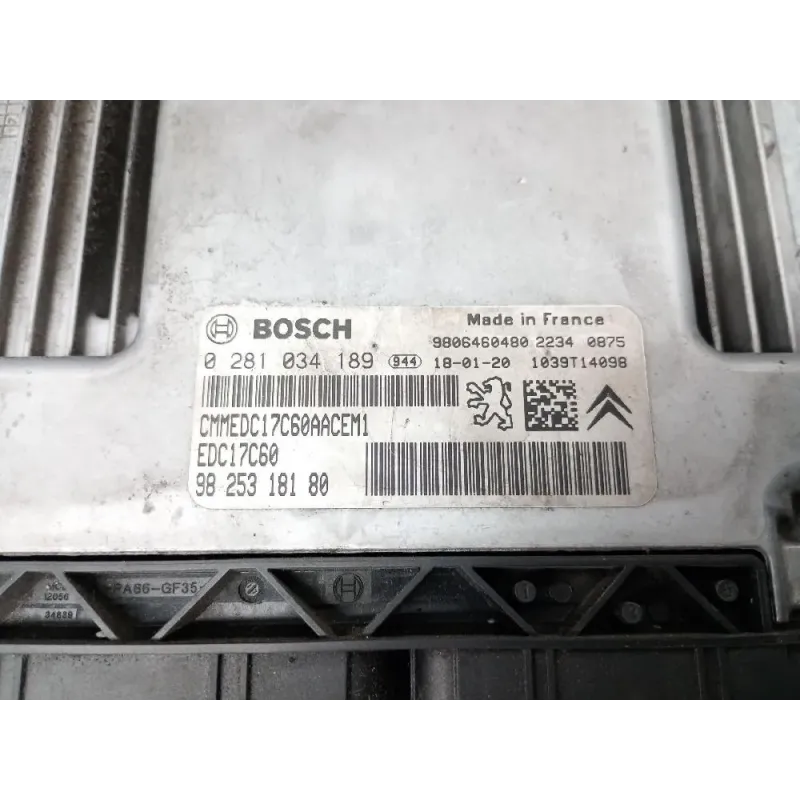 BOSCH
Made in France
9806460480 2234 0875
0 281 034 189 944 18-01-20 1039T14098
CMMEDC17C60AACEM1
EDC17C60
98 253 181 80
PA66-GF35
12056